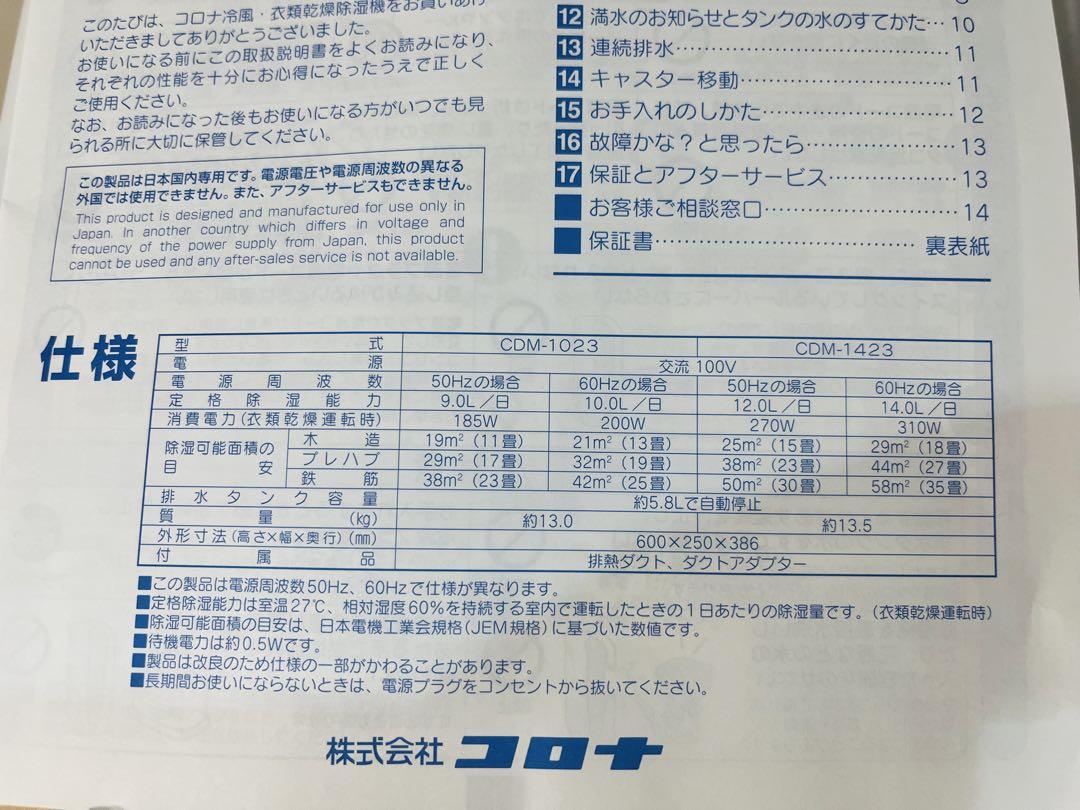 このたびは、コロナ冷風・衣類乾燥除湿機をお買いあげ
いただきましてありがとうございました。
お使いになる前にこの取扱説明書をよくお読みになり、
それぞれの性能を十分にお心得になったうえで正しく
ご使用ください。
なお、お読みになった後もお使いになる方がいつでも見
られる所に大切に保管してください。
この製品は日本国内専用です。電源電圧や電源周波数の異なる
外国では使用できません。また、アフターサービスもできません。
This product is designed and manufactured for use only in
Japan. In another country which differs in voltage and
frequency of the power supply from Japan, this product
cannot be used and any after-sales service is not available.
12 満水のお知らせとタンクの水のすてかた… 10
13 連続排水…………………………… 11
14 キャスター移動…………………… 11
15 お手入れのしかた………………… 12
16 故障かな?と思ったら…………… 13
17 保証とアフターサービス………… 13
■ お客様ご相談窓口………………… 14
■ 保証書……………………… 裏表紙
仕様
型式 CDM-1023 CDM-1423
電源 交流 100V
電源周波数 50Hzの場合 60Hzの場合 50Hzの場合 60Hzの場合
定格除湿能力 9.0L/日 10.0L/日 12.0L/日 14.0L/日
消費電力(衣類乾燥運転時) 185W 200W 270W 310W
除湿可能面積の目安 木造 19m²(11畳) 21m²(13畳) 25m²(15畳) 29m²(18畳)
プレハブ 29m²(17畳) 32m²(19畳) 38m²(23畳) 44m²(27畳)
鉄筋 38m²(23畳) 42m²(25畳) 50m²(30畳) 58m²(35畳)
排水タンク容量 約5.8Lで自動停止
質量(kg) 約13.0 約13.5
外形寸法(高さ×幅×奥行)(mm) 600×250×386
付属品 排熱ダクト、ダクトアダプター
■この製品は電源周波数50Hz、60Hzで仕様が異なります。
■定格除湿能力は室温27℃、相対湿度60%を持続する室内で運転したときの1日あたりの除湿量です。(衣類乾燥運転時)
■除湿可能面積の目安は、日本電機工業会規格(JEM規格)に基づいた数値です。
■待機電力は約0.5Wです。
■製品は改良のため仕様の一部がかわることがあります。
■長期間お使いにならないときは、電源プラグをコンセントから抜いてください。
株式会社 コロナ